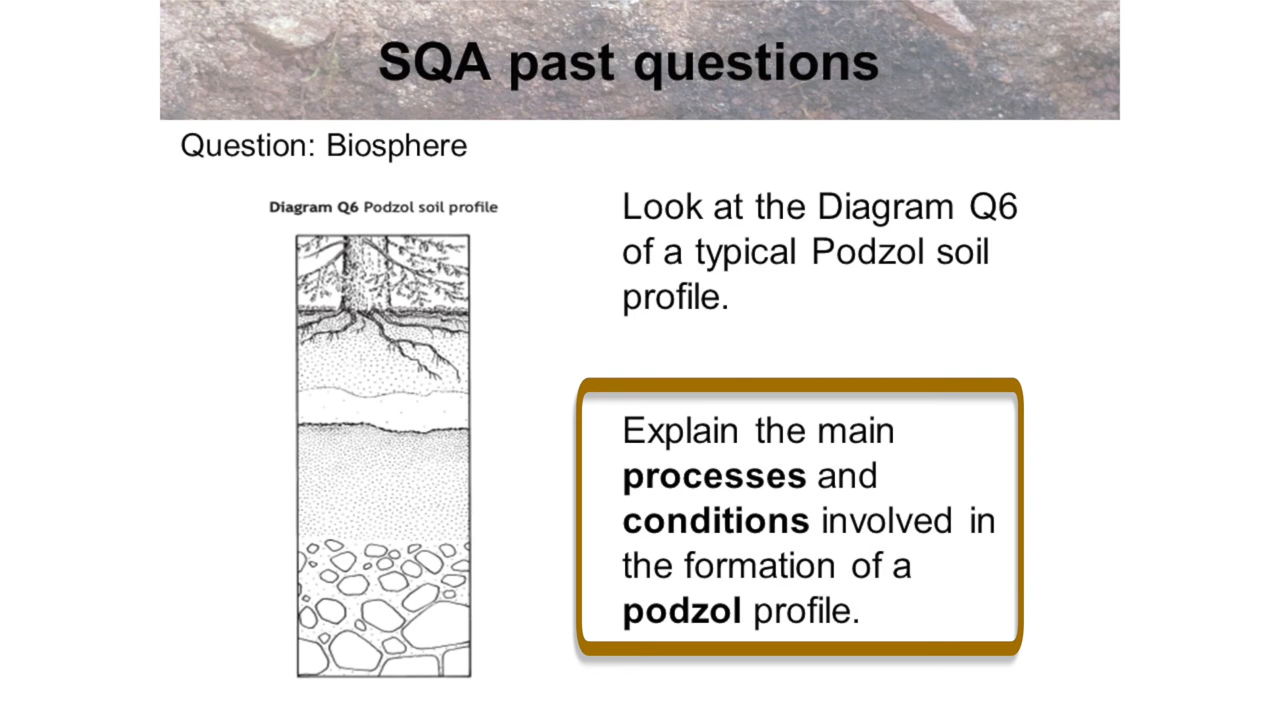 SQA past questions
Question: Biosphere
Diagram Q6 Podzol soil profile
Look at the Diagram Q6
of a typical Podzol soil
profile.
Explain the main
processes and
conditions involved in
the formation of a
podzol profile.